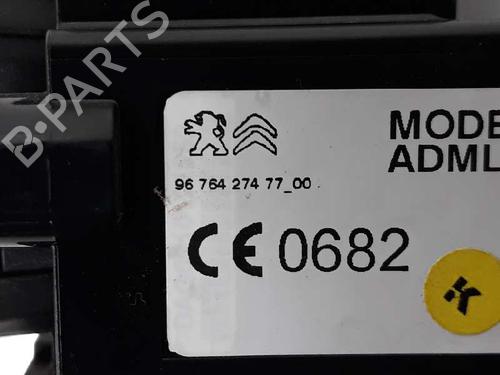 B-PARTS
MODE
ADML
96 764 274 77_00
CE 0682
K